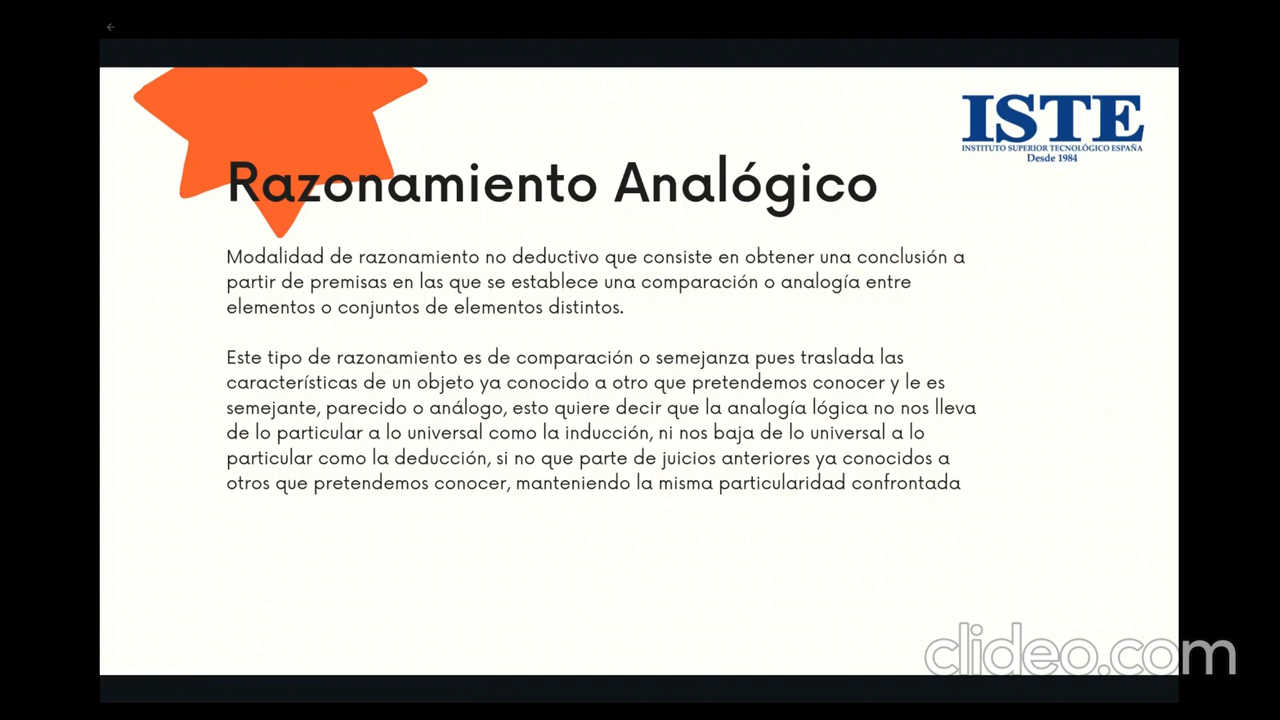 ISTE
INSTITUTO SUPERIOR TECNOLÓGICO ESPAÑA
Desde 1984
Razonamiento Analógico
Modalidad de razonamiento no deductivo que consiste en obtener una conclusión a
partir de premisas en las que se establece una comparación o analogía entre
elementos o conjuntos de elementos distintos.
Este tipo de razonamiento es de comparación o semejanza pues traslada las
características de un objeto ya conocido a otro que pretendemos conocer y le es
semejante, parecido o análogo, esto quiere decir que la analogía lógica no nos lleva
de lo particular a lo universal como la inducción, ni nos baja de lo universal a lo
particular como la deducción, si no que parte de juicios anteriores ya conocidos a
otros que pretendemos conocer, manteniendo la misma particularidad confrontada
clideo.com